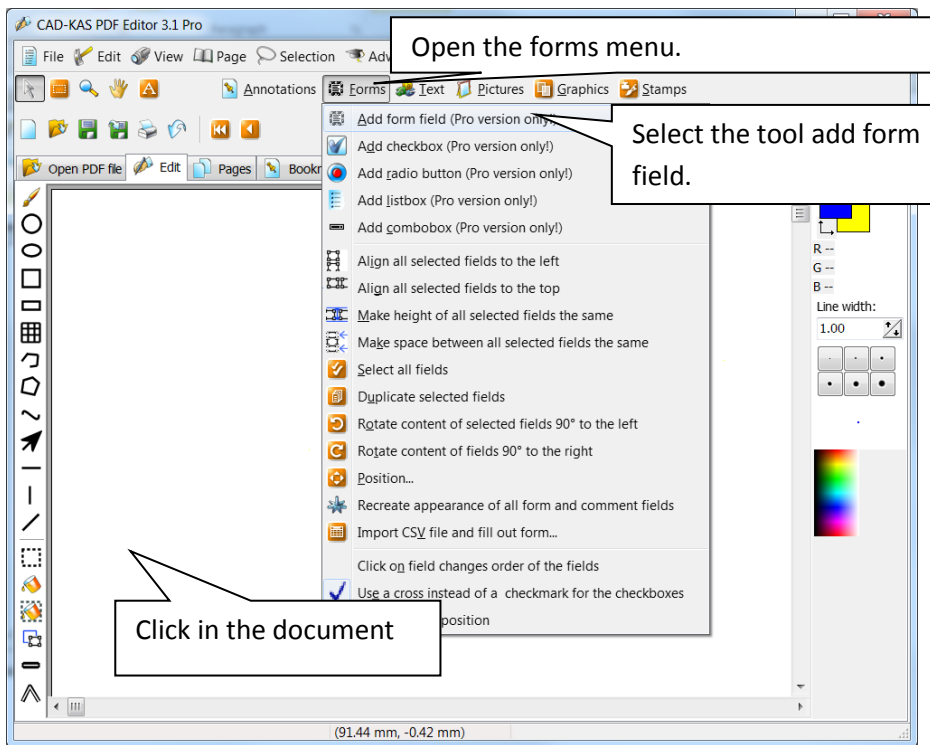 CAD-KAS PDF Editor 3.1 Pro
File Edit View Page Selection Adv
Open the forms menu.
Annotations Forms Text Pictures Graphics Stamps
Add form field (Pro version only!)
Select the tool add form
field.
Add checkbox (Pro version only!)
Open PDF file Edit Pages Bookr
Add radio button (Pro version only!)
Add listbox (Pro version only!)
Add combobox (Pro version only!)
Align all selected fields to the left
Align all selected fields to the top
Make height of all selected fields the same
Make space between all selected fields the same
Select all fields
Duplicate selected fields
Rotate content of selected fields 90° to the left
Rotate content of fields 90° to the right
Position...
Recreate appearance of all form and comment fields
Import CSV file and fill out form...
Click on field changes order of the fields
Use a cross instead of a checkmark for the checkboxes
position
R --
G --
B --
Line width:
1.00
Click in the document
(91.44 mm, -0.42 mm)